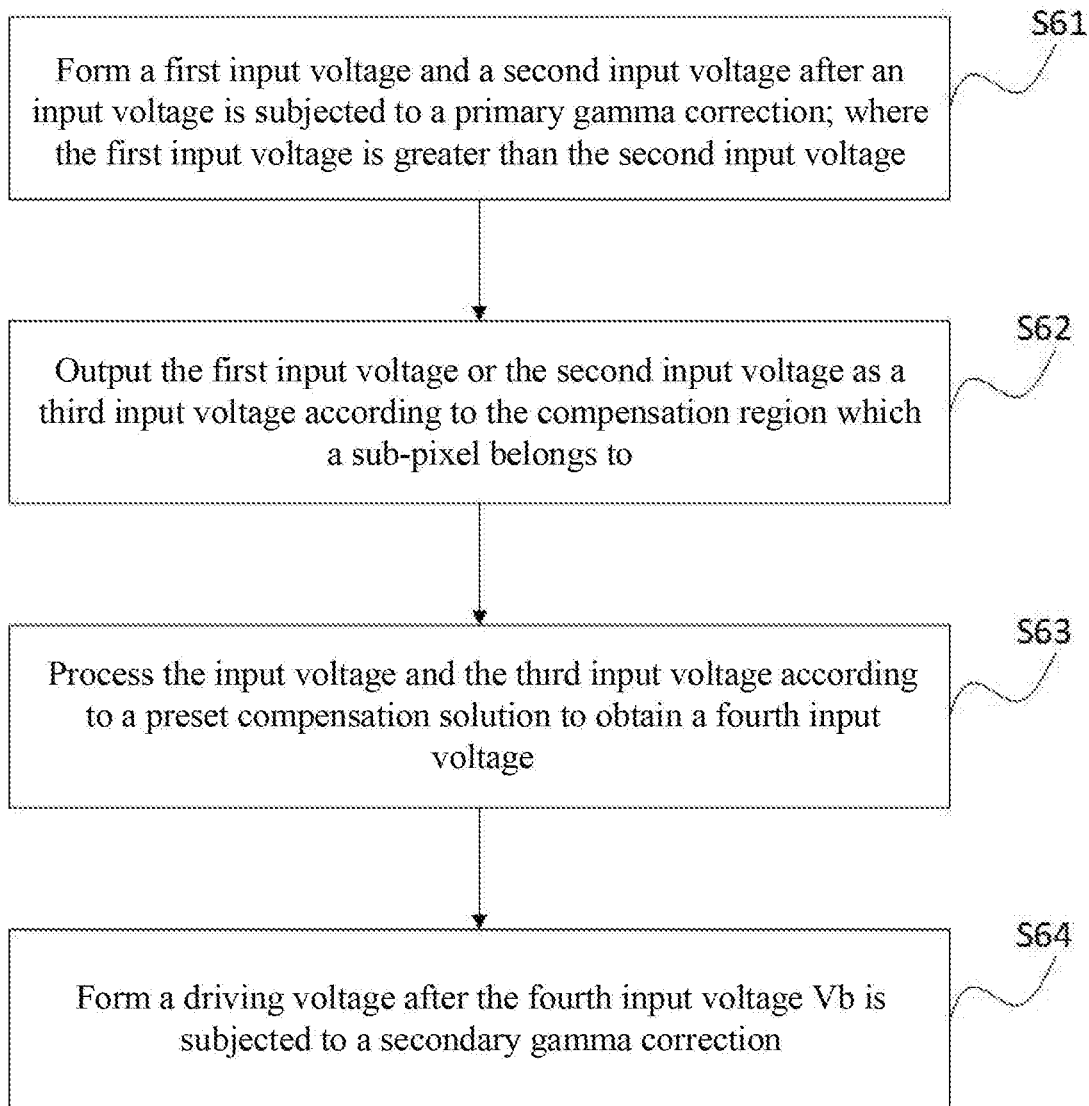 S61
Form a first input voltage and a second input voltage after an
input voltage is subjected to a primary gamma correction; where
the first input voltage is greater than the second input voltage
S62
Output the first input voltage or the second input voltage as a
third input voltage according to the compensation region which
a sub-pixel belongs to
S63
Process the input voltage and the third input voltage according
to a preset compensation solution to obtain a fourth input
voltage
S64
Form a driving voltage after the fourth input voltage Vb is
subjected to a secondary gamma correction